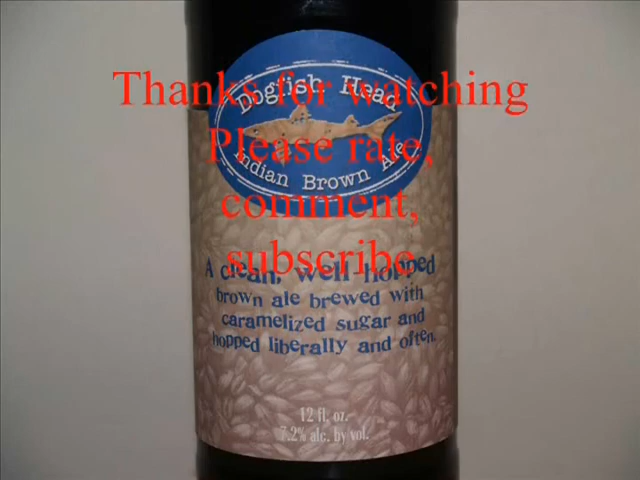 Thanks for watching
Please rate,
comment,
subscribe
Dogfish Head
Indian Brown Ale
A clean, well-hopped
brown ale brewed with
caramelized sugar and
hopped liberally and often.
12 fl. oz.
7.2% alc. by vol.